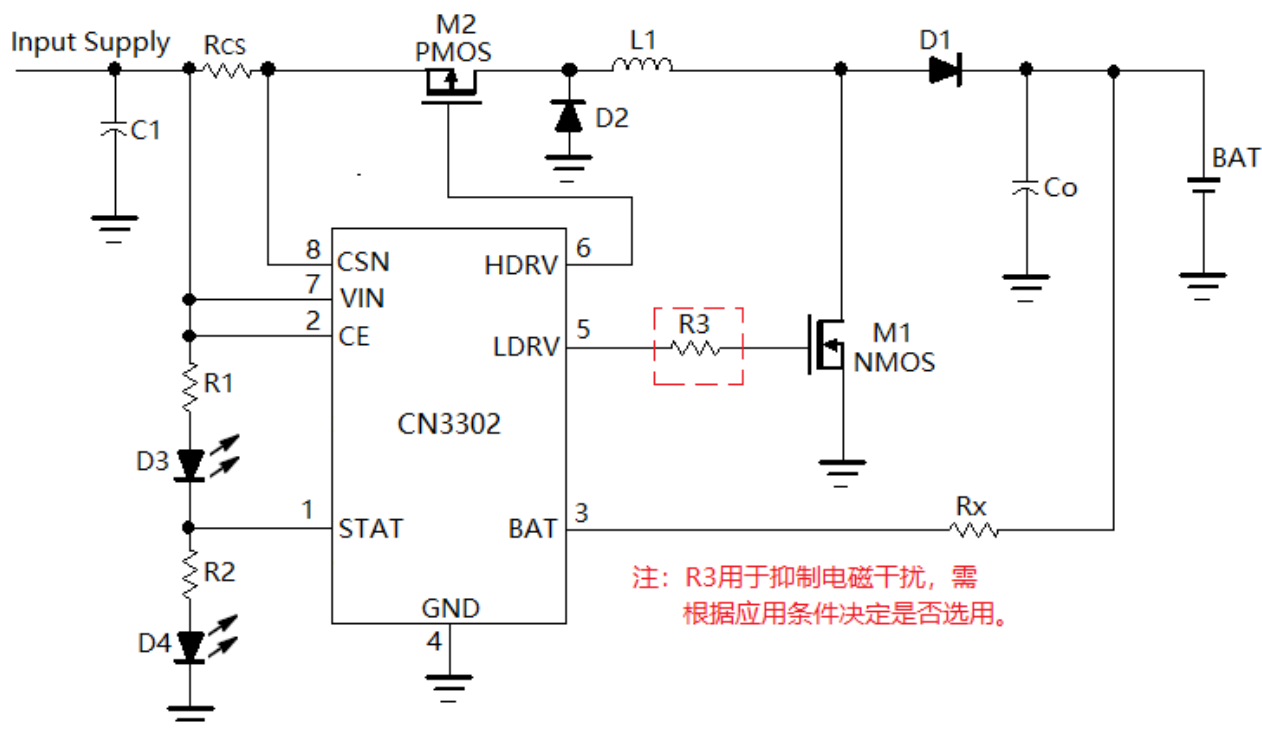 M2
Input Supply
RCS
PMOS
L1
D1
C1
D2
BAT
Co
8
CSN
HDRV
6
7
VIN
2
CE
LDRV
5
R3
M1
NMOS
R1
CN3302
D3
1
STAT
BAT
3
Rx
R2
注：R3用于抑制电磁干扰，需
根据应用条件决定是否选用。
GND
4
D4